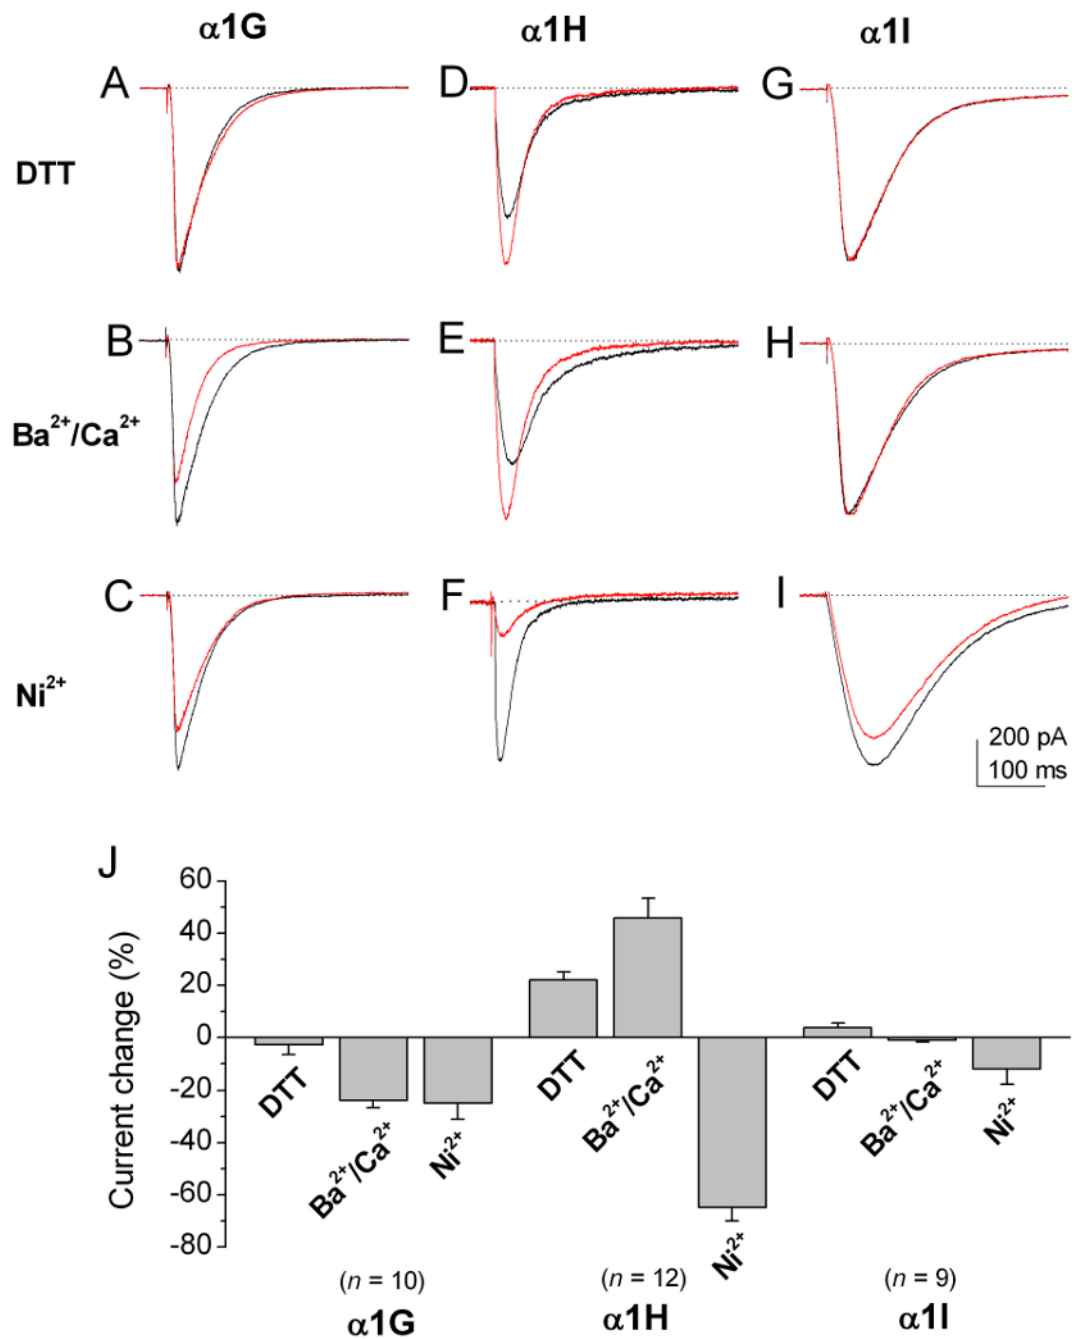 α1G α1H α1I
A D G
DTT
B E H
Ba²⁺/Ca²⁺
C F I
Ni²⁺
200 pA
100 ms
J
Current change (%)
60
40
20
0
-20
-40
-60
-80
DTT Ba²⁺/Ca²⁺ Ni²⁺
DTT Ba²⁺/Ca²⁺ Ni²⁺
DTT Ba²⁺/Ca²⁺ Ni²⁺
(n = 10) (n = 12) (n = 9)
α1G α1H α1I